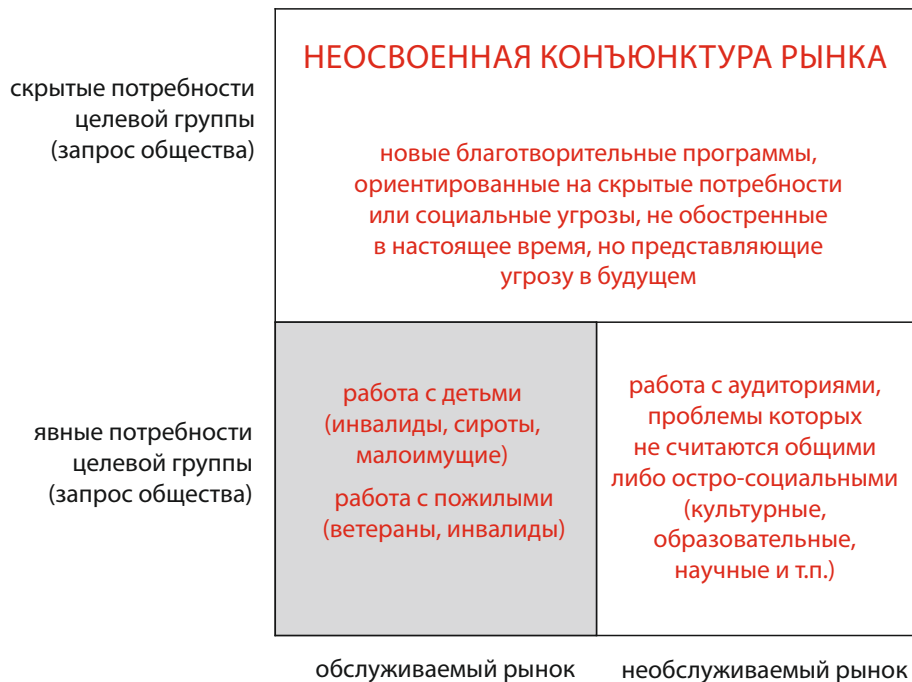 НЕОСВОЕННАЯ КОНЪЮНКТУРА РЫНКА
скрытые потребности
целевой группы
(запрос общества)
новые благотворительные программы,
ориентированные на скрытые потребности
или социальные угрозы, не обостренные
в настоящее время, но представляющие
угрозу в будущем
явные потребности
целевой группы
(запрос общества)
работа с детьми
(инвалиды, сироты,
малоимущие)
работа с пожилыми
(ветераны, инвалиды)
работа с аудиториями,
проблемы которых
не считаются общими
либо остро-социальными
(культурные,
образовательные,
научные и т.п.)
обслуживаемый рынок
необслуживаемый рынок